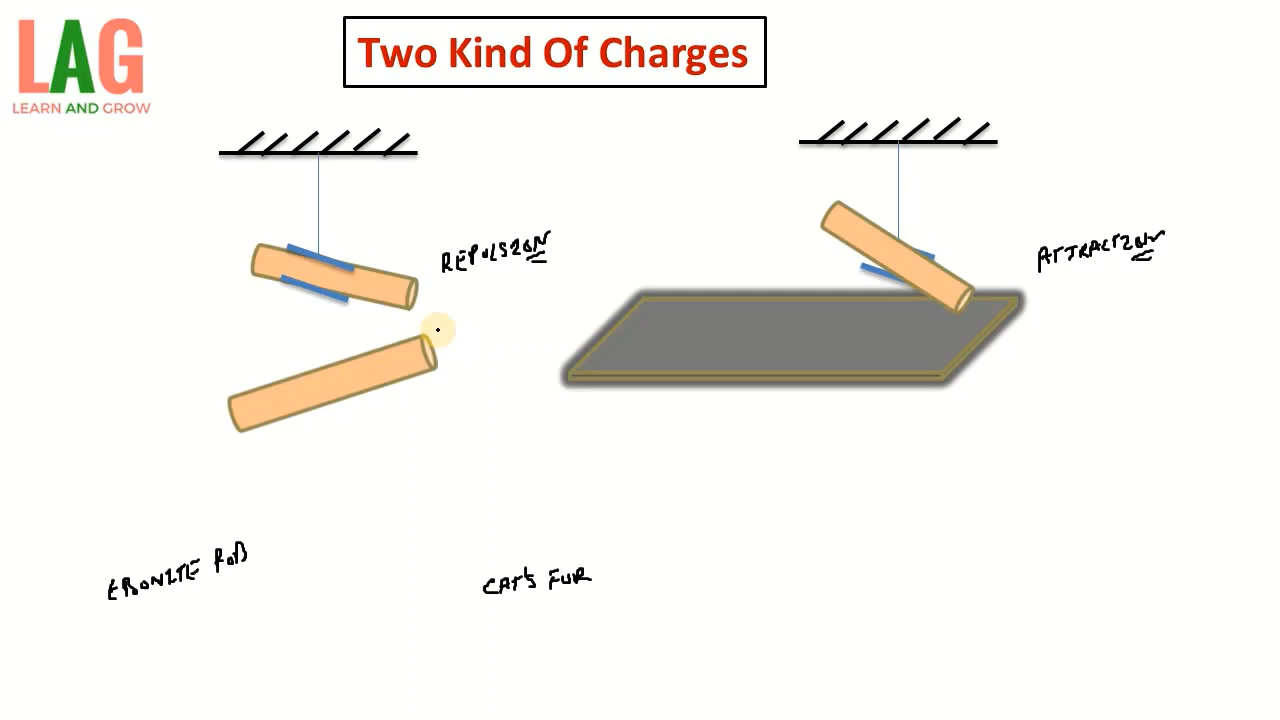 LAG
LEARN AND GROW
Two Kind Of Charges
REPULSION
ATTRACTION
EBONITE ROD
CAT'S FUR